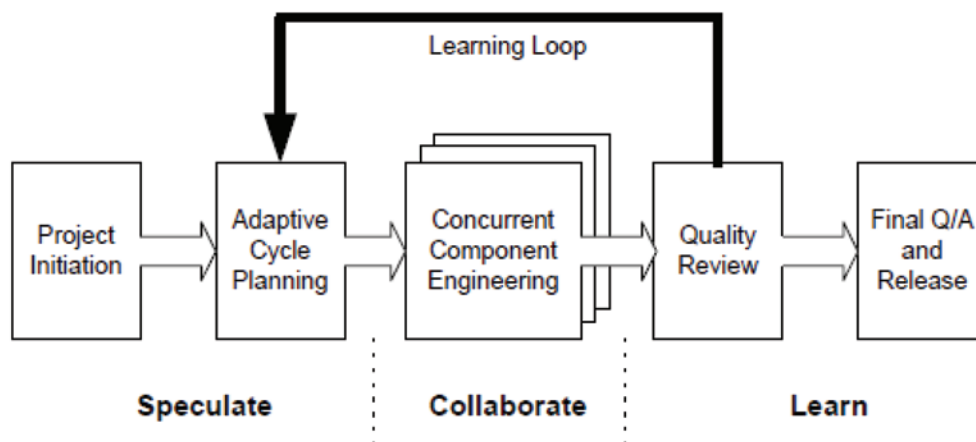 Learning Loop
Project
Initiation
Adaptive
Cycle
Planning
Concurrent
Component
Engineering
Quality
Review
Final Q/A
and
Release
Speculate
Collaborate
Learn